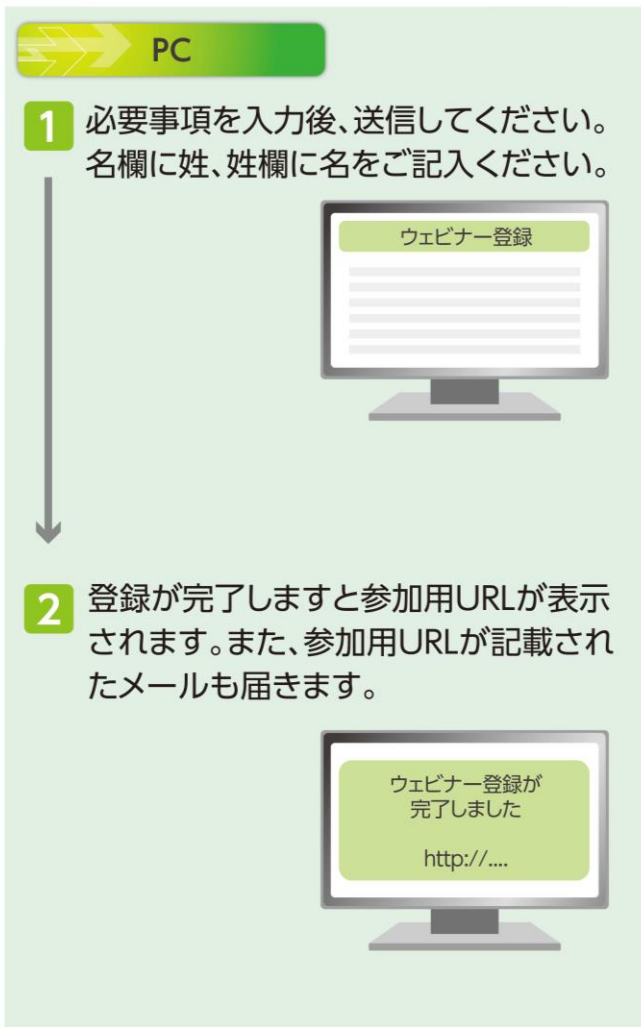 PC
1 必要事項を入力後、送信してください。
名欄に姓、姓欄に名をご記入ください。
ウェビナー登録
2 登録が完了しますと参加用URLが表示
されます。また、参加用URLが記載され
たメールも届きます。
ウェビナー登録が
完了しました
http://....